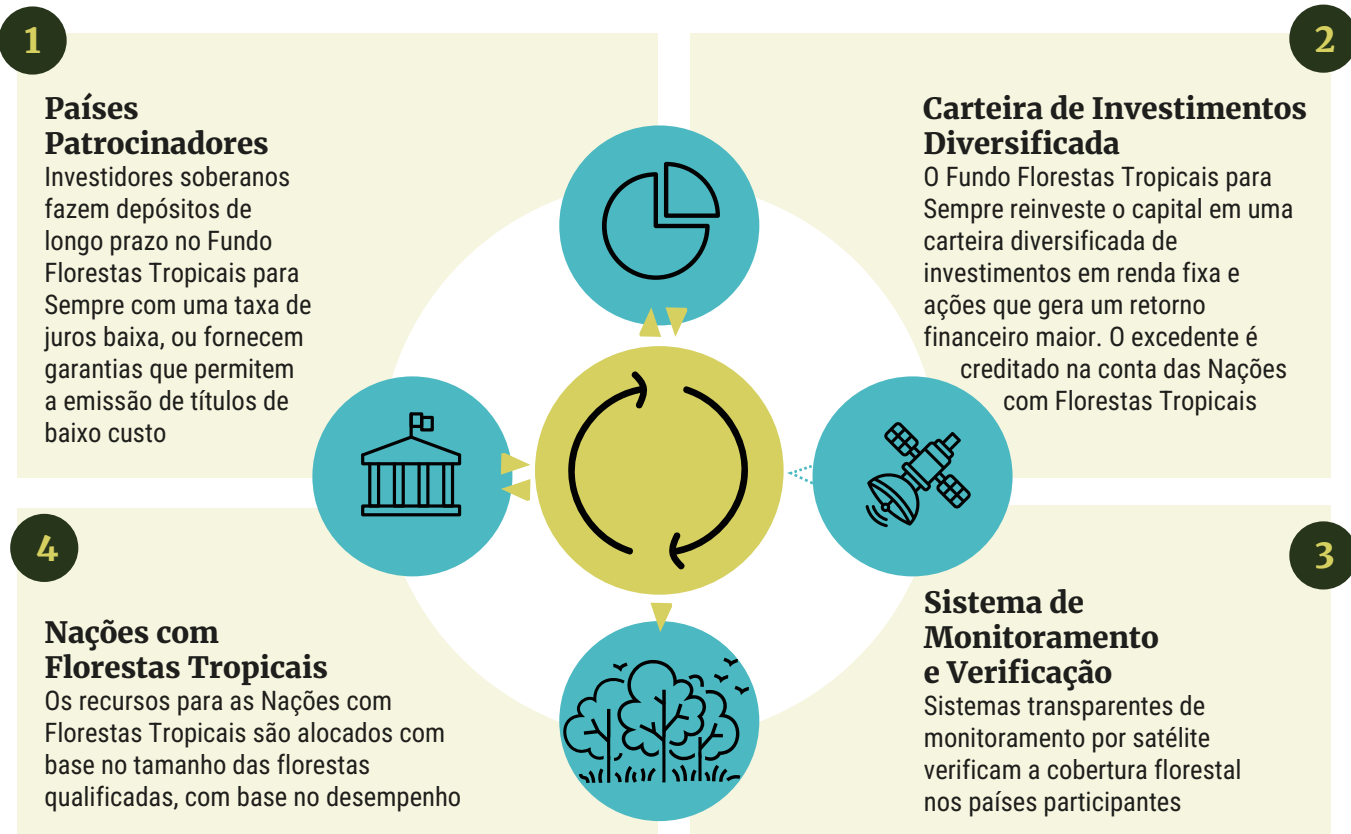 1
Países
Patrocinadores
Investidores soberanos
fazem depósitos de
longo prazo no Fundo
Florestas Tropicais para
Sempre com uma taxa de
juros baixa, ou fornecem
garantias que permitem
a emissão de títulos de
baixo custo
2
Carteira de Investimentos
Diversificada
O Fundo Florestas Tropicais para
Sempre reinveste o capital em uma
carteira diversificada de
investimentos em renda fixa e
ações que gera um retorno
financeiro maior. O excedente é
creditado na conta das Nações
com Florestas Tropicais
3
Sistema de
Monitoramento
e Verificação
Sistemas transparentes de
monitoramento por satélite
verificam a cobertura florestal
nos países participantes
4
Nações com
Florestas Tropicais
Os recursos para as Nações com
Florestas Tropicais são alocados com
base no tamanho das florestas
qualificadas, com base no desempenho